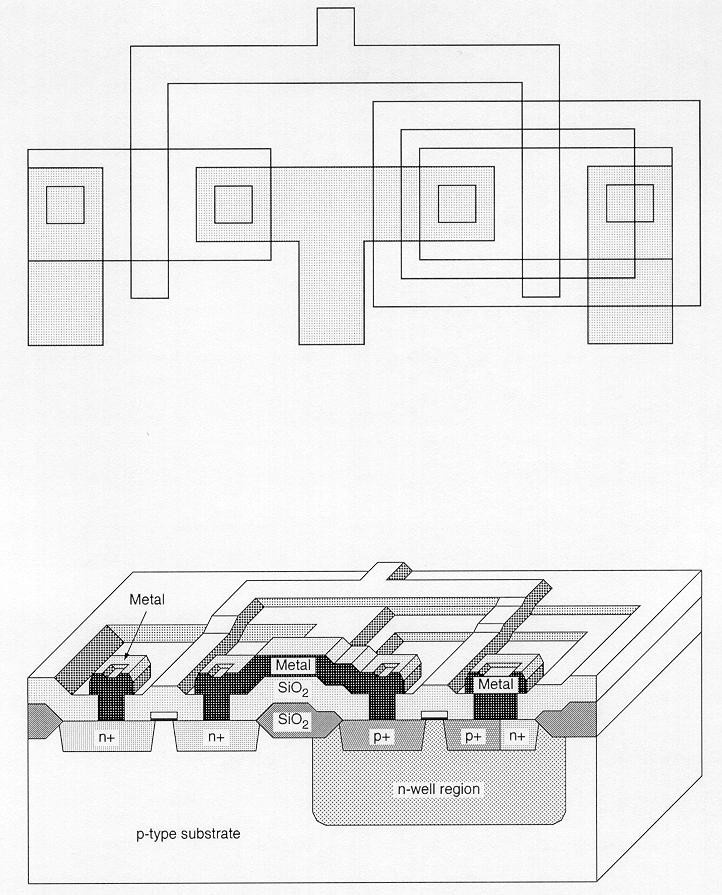 Metal
Metal
Metal
SiO₂
SiO₂
n+
n+
p+
p+
n+
n-well region
p-type substrate